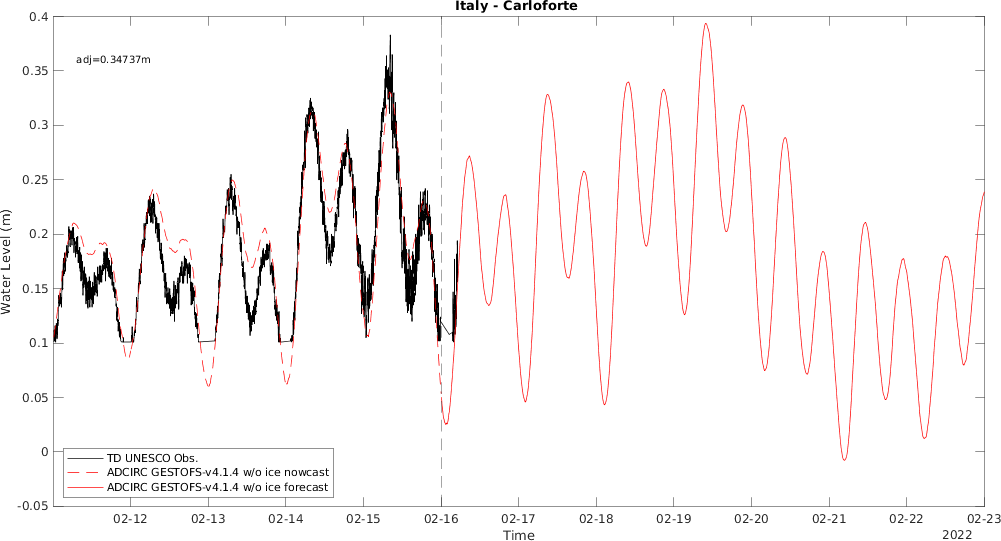 Italy - Carloforte
0.4
adj=0.34737m
0.35
0.3
0.25
0.2
0.15
0.1
0.05
0
-0.05
Water Level (m)
TD UNESCO Obs.
ADCIRC GESTOFS-v4.1.4 w/o ice nowcast
ADCIRC GESTOFS-v4.1.4 w/o ice forecast
02-12 02-13 02-14 02-15 02-16 02-17 02-18 02-19 02-20 02-21 02-22 02-23
Time
2022